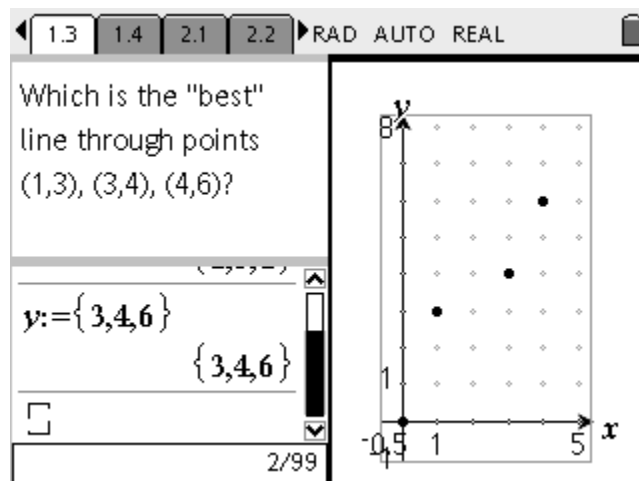 1.3 1.4 2.1 2.2 RAD AUTO REAL
Which is the "best"
line through points
(1,3), (3,4), (4,6)?
y:={3,4,6}
{3,4,6}
2/99
y
8
1
-0.5 1 5 x